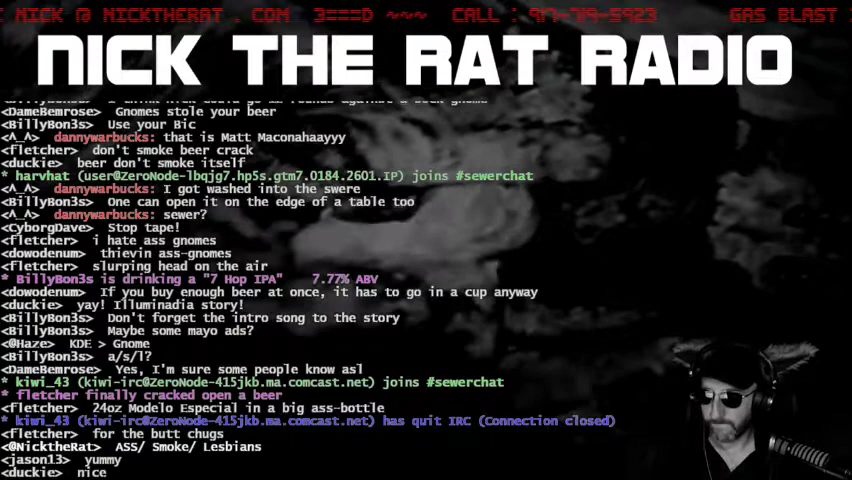 NICK @ NICKTHERAT . COM 3===D ~~~ CALL : 917-719-5923 GAS BLAST
NICK THE RAT RADIO
<DameBemrose> Gnomes stole your beer
<BillyBon3s> Use your Bic
<^_^> dannywarbucks: that is Matt Maconahaayyy
<fletcher> don't smoke beer crack
<duckie> beer don't smoke itself
* harvhat (user@ZeroNode-lbqjg7.hp5s.gtm7.0184.2601.IP) joins #sewerchat
<^_^> dannywarbucks: I got washed into the swere
<BillyBon3s> One can open it on the edge of a table too
<^_^> dannywarbucks: sewer?
<CyborgDave> Stop tape!
<fletcher> i hate ass gnomes
<dowodenum> thievin ass-gnomes
<fletcher> slurping head on the air
* BillyBon3s is drinking a "7 Hop IPA" 7.77% ABV
<dowodenum> If you buy enough beer at once, it has to go in a cup anyway
<duckie> yay! Illuminadia story!
<BillyBon3s> Don't forget the intro song to the story
<BillyBon3s> Maybe some mayo ads?
<@Haze> KDE > Gnome
<BillyBon3s> a/s/l?
<DameBemrose> Yes, I'm sure some people know asl
* kiwi_43 (kiwi-irc@ZeroNode-415jkb.ma.comcast.net) joins #sewerchat
* fletcher finally cracked open a beer
<fletcher> 24oz Modelo Especial in a big ass-bottle
* kiwi_43 (kiwi-irc@ZeroNode-415jkb.ma.comcast.net) has quit IRC (Connection closed)
<fletcher> for the butt chugs
<@NicktheRat> ASS/ Smoke/ Lesbians
<jason13> yummy
<duckie> nice